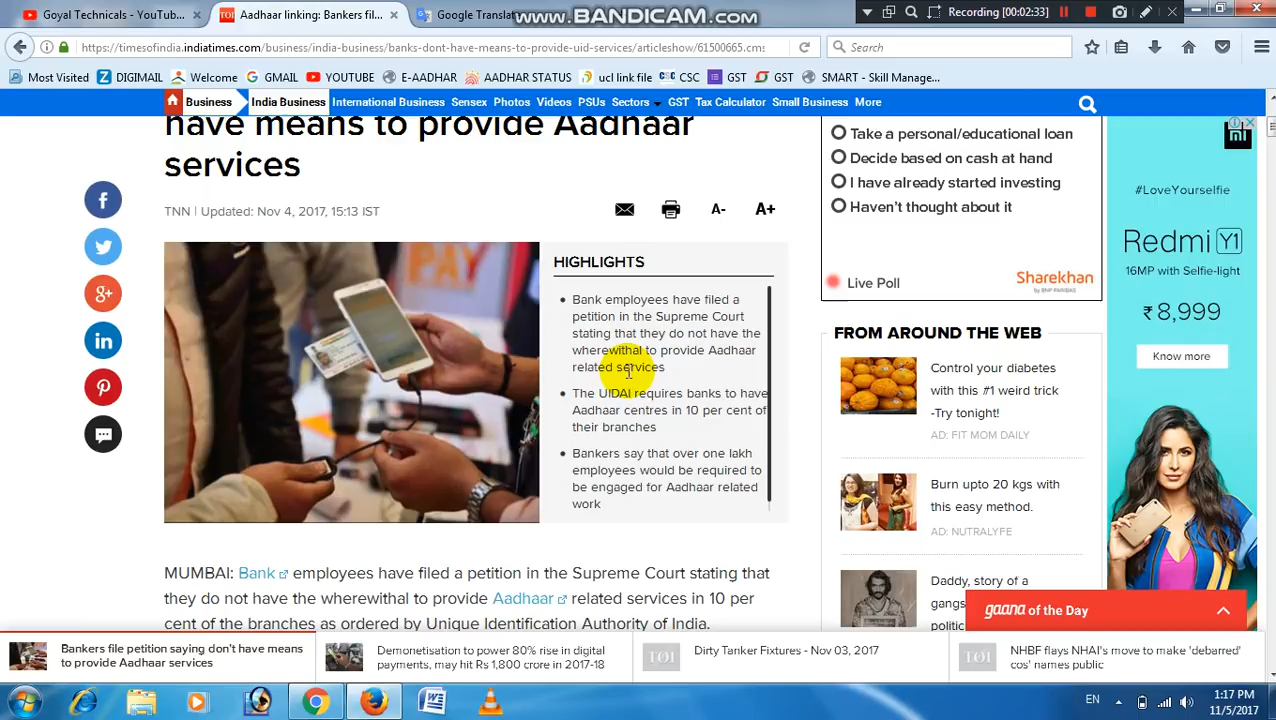 Goyal Technicals - YouTub...
Aadhaar linking: Bankers fil...
Google Translat
www.BANDICAM.com
Recording [00:02:33]
https://timesofindia.indiatimes.com/business/india-business/banks-dont-have-means-to-provide-uid-services/articleshow/61500665.cms
Search
Most Visited
DIGIMAIL
Welcome
GMAIL
YOUTUBE
E-AADHAR
AADHAR STATUS
ucl link file
CSC
GST
GST
SMART - Skill Manage...
Business
India Business
International Business
Sensex
Photos
Videos
PSUs
Sectors
GST
Tax Calculator
Small Business
More
have means to provide Aadhaar
services
TNN | Updated: Nov 4, 2017, 15:13 IST
A-
A+
HIGHLIGHTS
Bank employees have filed a
petition in the Supreme Court
stating that they do not have the
wherewithal to provide Aadhaar
related services
The UIDAI requires banks to have
Aadhaar centres in 10 per cent of
their branches
Bankers say that over one lakh
employees would be required to
be engaged for Aadhaar related
work
MUMBAI: Bank employees have filed a petition in the Supreme Court stating that
they do not have the wherewithal to provide Aadhaar related services in 10 per
cent of the branches as ordered by Unique Identification Authority of India.
Take a personal/educational loan
Decide based on cash at hand
I have already started investing
Haven't thought about it
Live Poll
Sharekhan
by BNP PARIBAS
FROM AROUND THE WEB
Control your diabetes
with this #1 weird trick
-Try tonight!
AD: FIT MOM DAILY
Burn upto 20 kgs with
this easy method.
AD: NUTRALYFE
Daddy, story of a
gangs
politic
mi
#LoveYourselfie
Redmi Y1
16MP with Selfie-light
₹ 8,999
Know more
gaana of the Day
Bankers file petition saying don't have means
to provide Aadhaar services
Demonetisation to power 80% rise in digital
payments, may hit Rs 1,800 crore in 2017-18
TOI
Dirty Tanker Fixtures - Nov 03, 2017
TOI
NHBF flays NHAI's move to make 'debarred'
cos' names public
EN
1:17 PM
11/5/2017